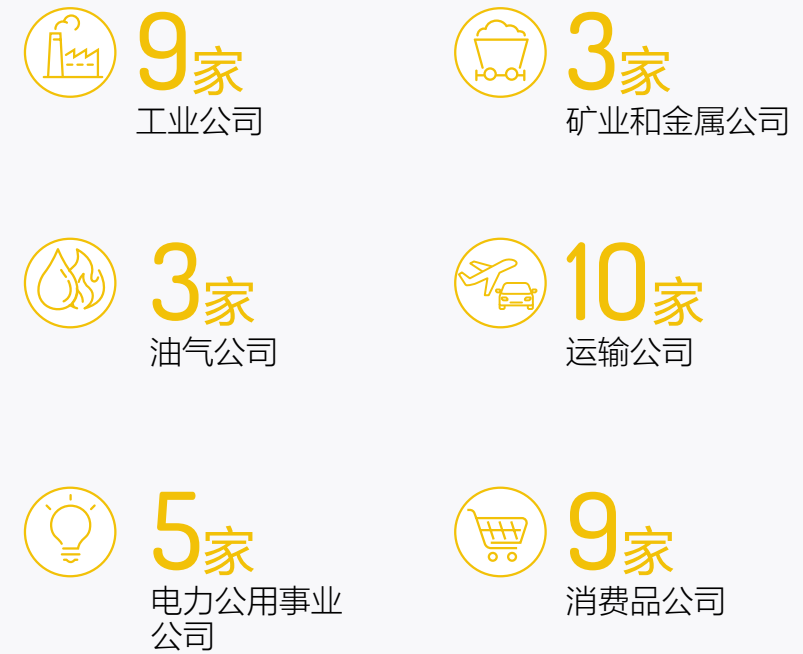 9家
工业公司
3家
矿业和金属公司
3家
油气公司
10家
运输公司
5家
电力公用事业
公司
9家
消费品公司